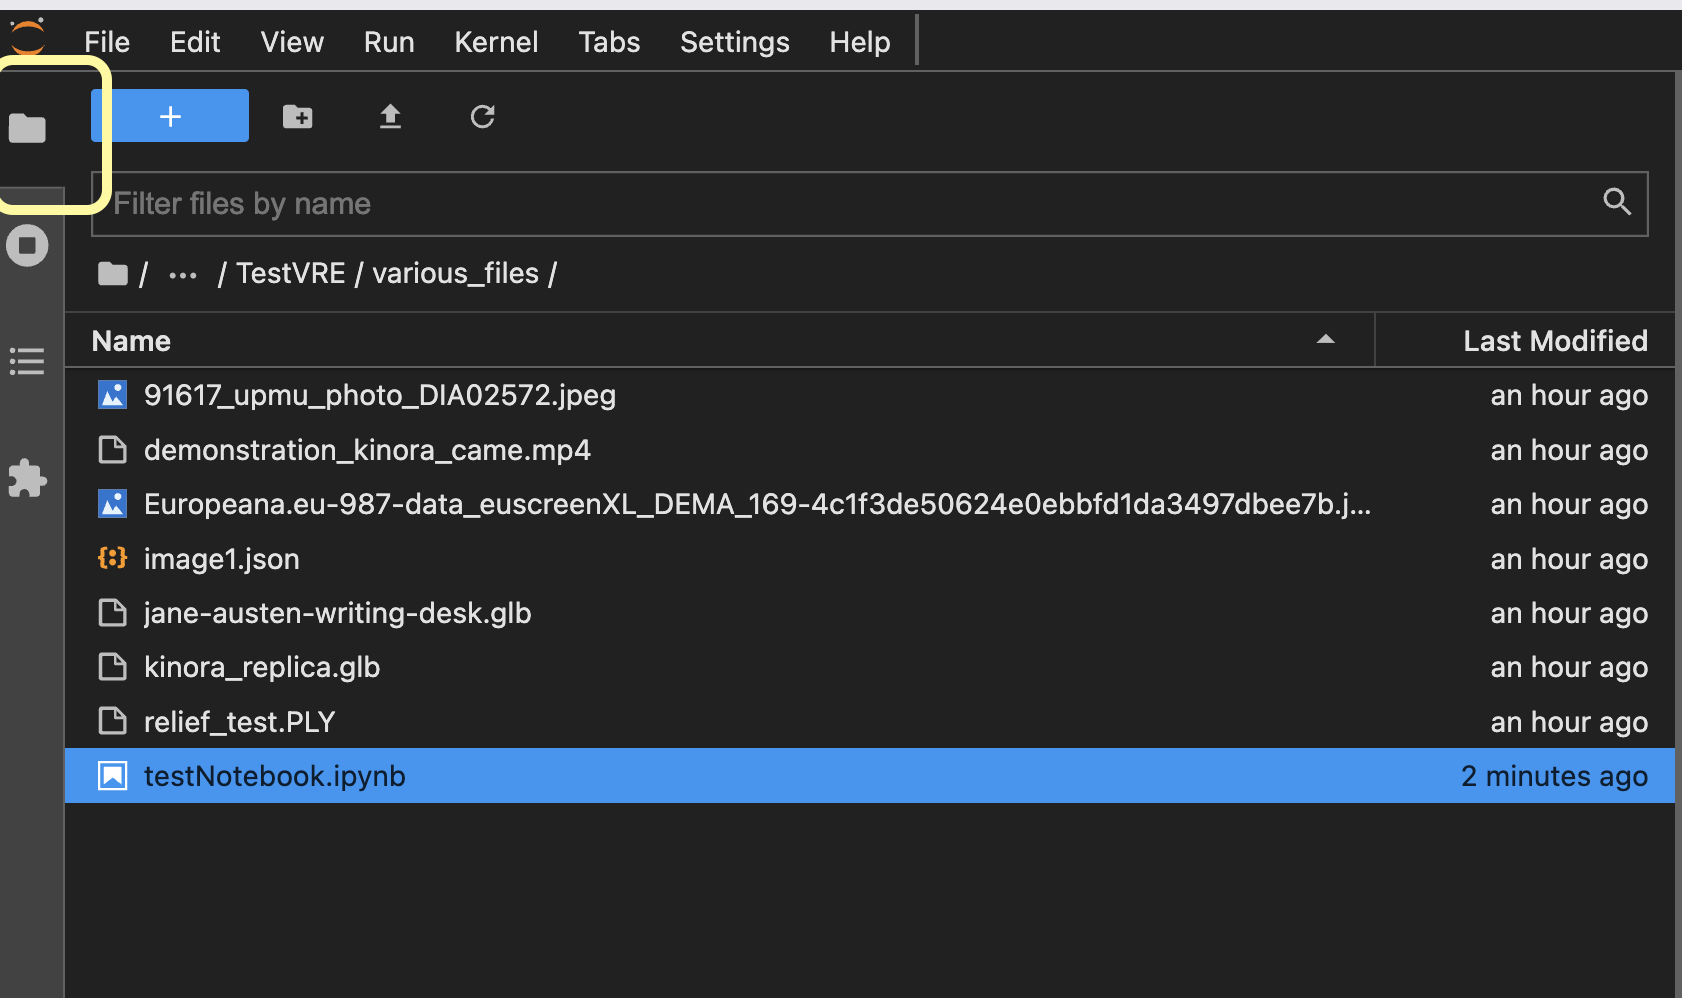 File Edit View Run Kernel Tabs Settings Help
+
Filter files by name
/ ... / TestVRE / various_files /
Name Last Modified
91617_upmu_photo_DIA02572.jpeg an hour ago
demonstration_kinora_came.mp4 an hour ago
Europeana.eu-987-data_euscreenXL_DEMA_169-4c1f3de50624e0ebbfd1da3497dbee7b.j... an hour ago
image1.json an hour ago
jane-austen-writing-desk.glb an hour ago
kinora_replica.glb an hour ago
relief_test.PLY an hour ago
testNotebook.ipynb 2 minutes ago